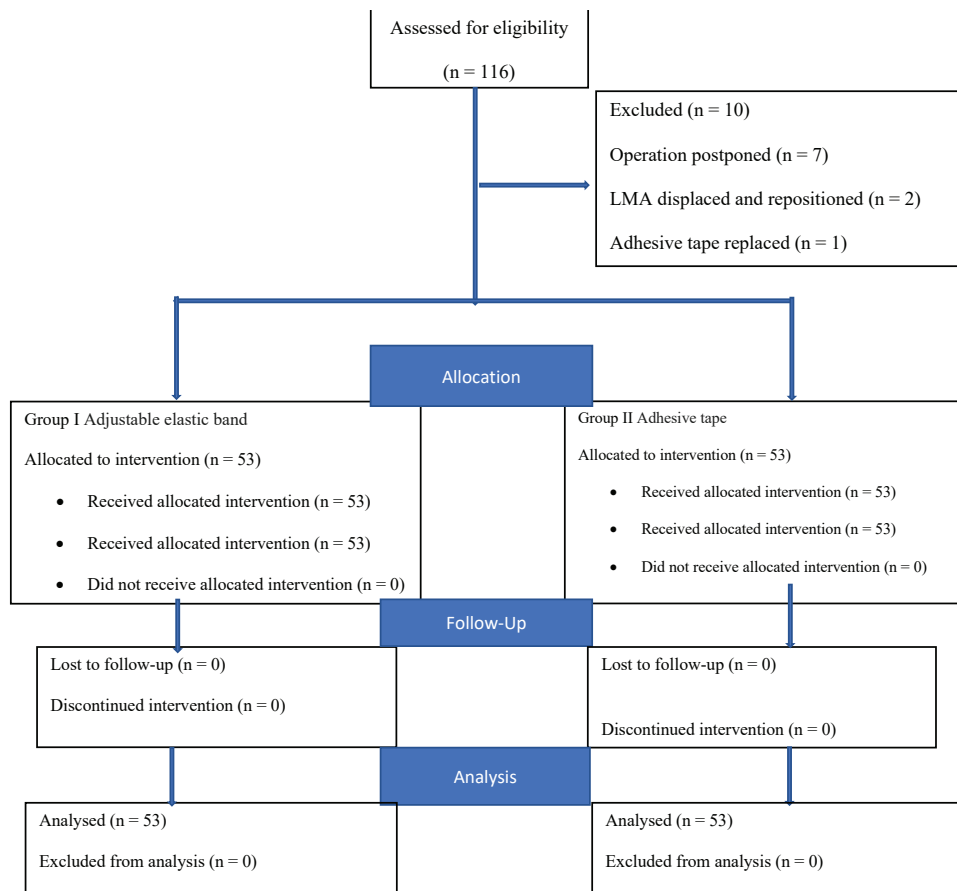 Assessed for eligibility
(n = 116)
Excluded (n = 10)
Operation postponed (n = 7)
LMA displaced and repositioned (n = 2)
Adhesive tape replaced (n = 1)
Allocation
Group I Adjustable elastic band
Allocated to intervention (n = 53)
• Received allocated intervention (n = 53)
• Received allocated intervention (n = 53)
• Did not receive allocated intervention (n = 0)
Group II Adhesive tape
Allocated to intervention (n = 53)
• Received allocated intervention (n = 53)
• Received allocated intervention (n = 53)
• Did not receive allocated intervention (n = 0)
Follow-Up
Lost to follow-up (n = 0)
Discontinued intervention (n = 0)
Lost to follow-up (n = 0)
Discontinued intervention (n = 0)
Analysis
Analysed (n = 53)
Excluded from analysis (n = 0)
Analysed (n = 53)
Excluded from analysis (n = 0)